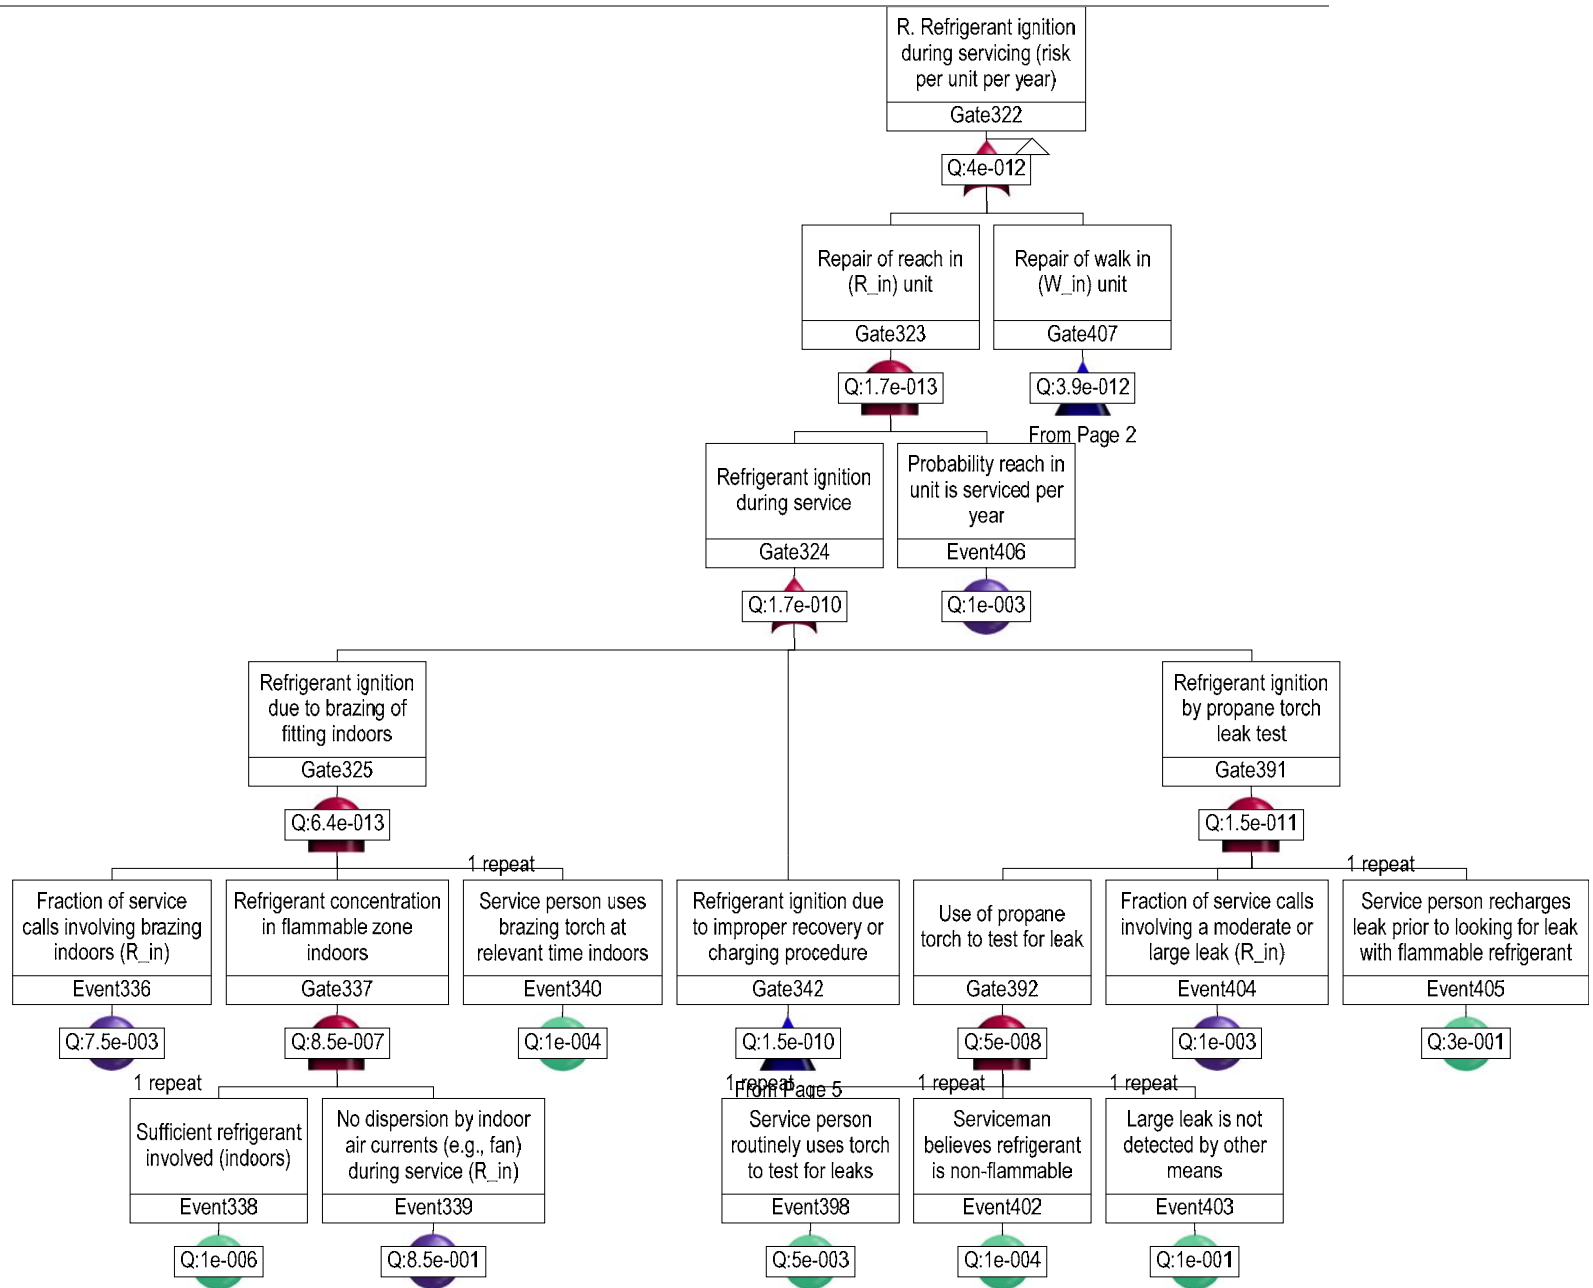 R. Refrigerant ignition
during servicing (risk
per unit per year)
Gate322
Q:4e-012
Repair of reach in
(R_in) unit
Gate323
Q:1.7e-013
Repair of walk in
(W_in) unit
Gate407
Q:3.9e-012
From Page 2
Refrigerant ignition
during service
Gate324
Q:1.7e-010
Probability reach in
unit is serviced per
year
Event406
Q:1e-003
Refrigerant ignition
due to brazing of
fitting indoors
Gate325
Q:6.4e-013
Refrigerant ignition
by propane torch
leak test
Gate391
Q:1.5e-011
Fraction of service
calls involving brazing
indoors (R_in)
Event336
Q:7.5e-003
Refrigerant concentration
in flammable zone
indoors
Gate337
Q:8.5e-007
1 repeat
Service person uses
brazing torch at
relevant time indoors
Event340
Q:1e-004
Refrigerant ignition due
to improper recovery or
charging procedure
Gate342
Q:1.5e-010
From Page 5
Use of propane
torch to test for leak
Gate392
Q:5e-008
Fraction of service calls
involving a moderate or
large leak (R_in)
Event404
Q:1e-003
1 repeat
Service person recharges
leak prior to looking for leak
with flammable refrigerant
Event405
Q:3e-001
1 repeat
Sufficient refrigerant
involved (indoors)
Event338
Q:1e-006
No dispersion by indoor
air currents (e.g., fan)
during service (R_in)
Event339
Q:8.5e-001
1 repeat
Service person
routinely uses torch
to test for leaks
Event398
Q:5e-003
1 repeat
Serviceman
believes refrigerant
is non-flammable
Event402
Q:1e-004
1 repeat
Large leak is not
detected by other
means
Event403
Q:1e-001